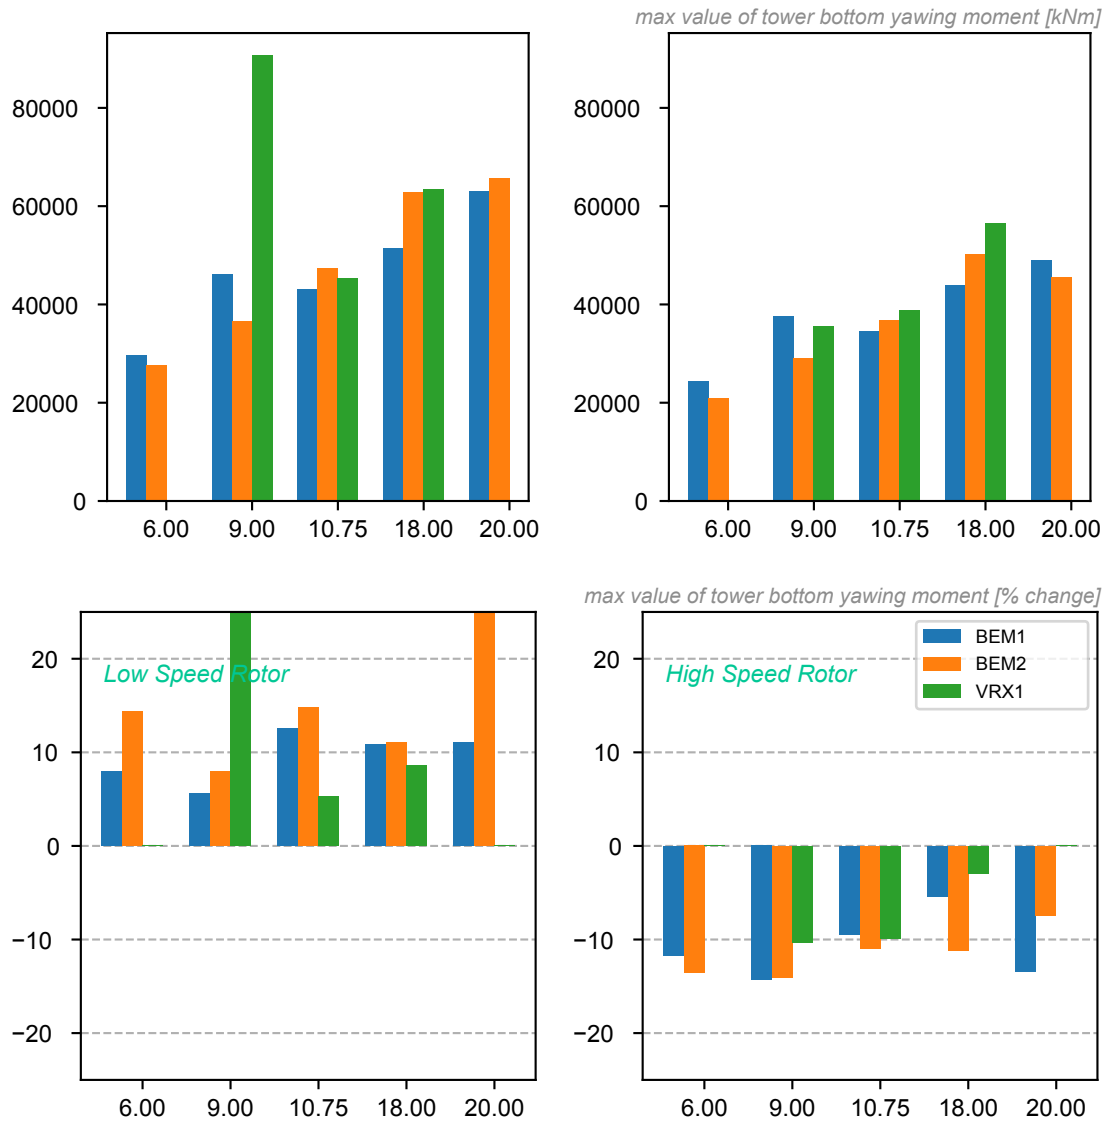 max value of tower bottom yawing moment [kNm]
80000
60000
40000
20000
0
6.00 9.00 10.75 18.00 20.00
80000
60000
40000
20000
0
6.00 9.00 10.75 18.00 20.00
max value of tower bottom yawing moment [% change]
Low Speed Rotor
20
10
0
−10
−20
6.00 9.00 10.75 18.00 20.00
High Speed Rotor
BEM1
BEM2
VRX1
20
10
0
−10
−20
6.00 9.00 10.75 18.00 20.00